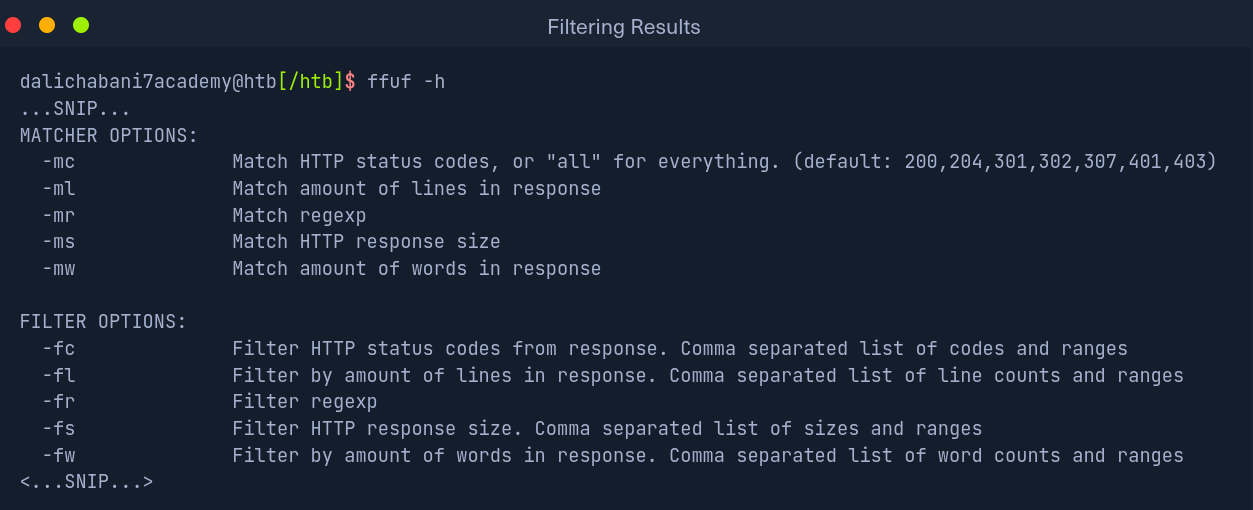 Filtering Results
dalichabani7academy@htb[/htb]$ ffuf -h
...SNIP...
MATCHER OPTIONS:
  -mc              Match HTTP status codes, or "all" for everything. (default: 200,204,301,302,307,401,403)
  -ml              Match amount of lines in response
  -mr              Match regexp
  -ms              Match HTTP response size
  -mw              Match amount of words in response

FILTER OPTIONS:
  -fc              Filter HTTP status codes from response. Comma separated list of codes and ranges
  -fl              Filter by amount of lines in response. Comma separated list of line counts and ranges
  -fr              Filter regexp
  -fs              Filter HTTP response size. Comma separated list of sizes and ranges
  -fw              Filter by amount of words in response. Comma separated list of word counts and ranges
<...SNIP...>